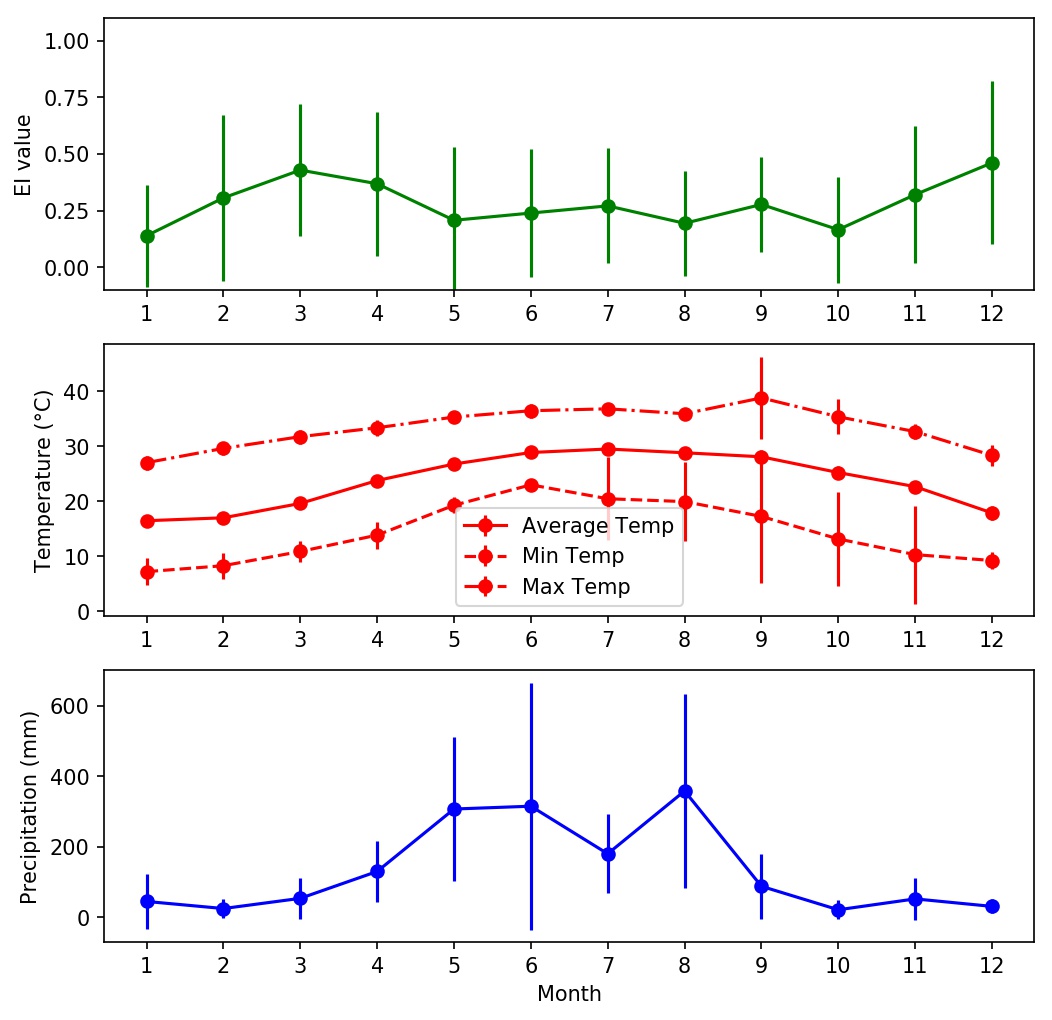 1.00
0.75
0.50
0.25
0.00
EI value
1 2 3 4 5 6 7 8 9 10 11 12
40
30
20
10
0
Temperature (°C)
Average Temp
Min Temp
Max Temp
1 2 3 4 5 6 7 8 9 10 11 12
600
400
200
0
Precipitation (mm)
1 2 3 4 5 6 7 8 9 10 11 12
Month